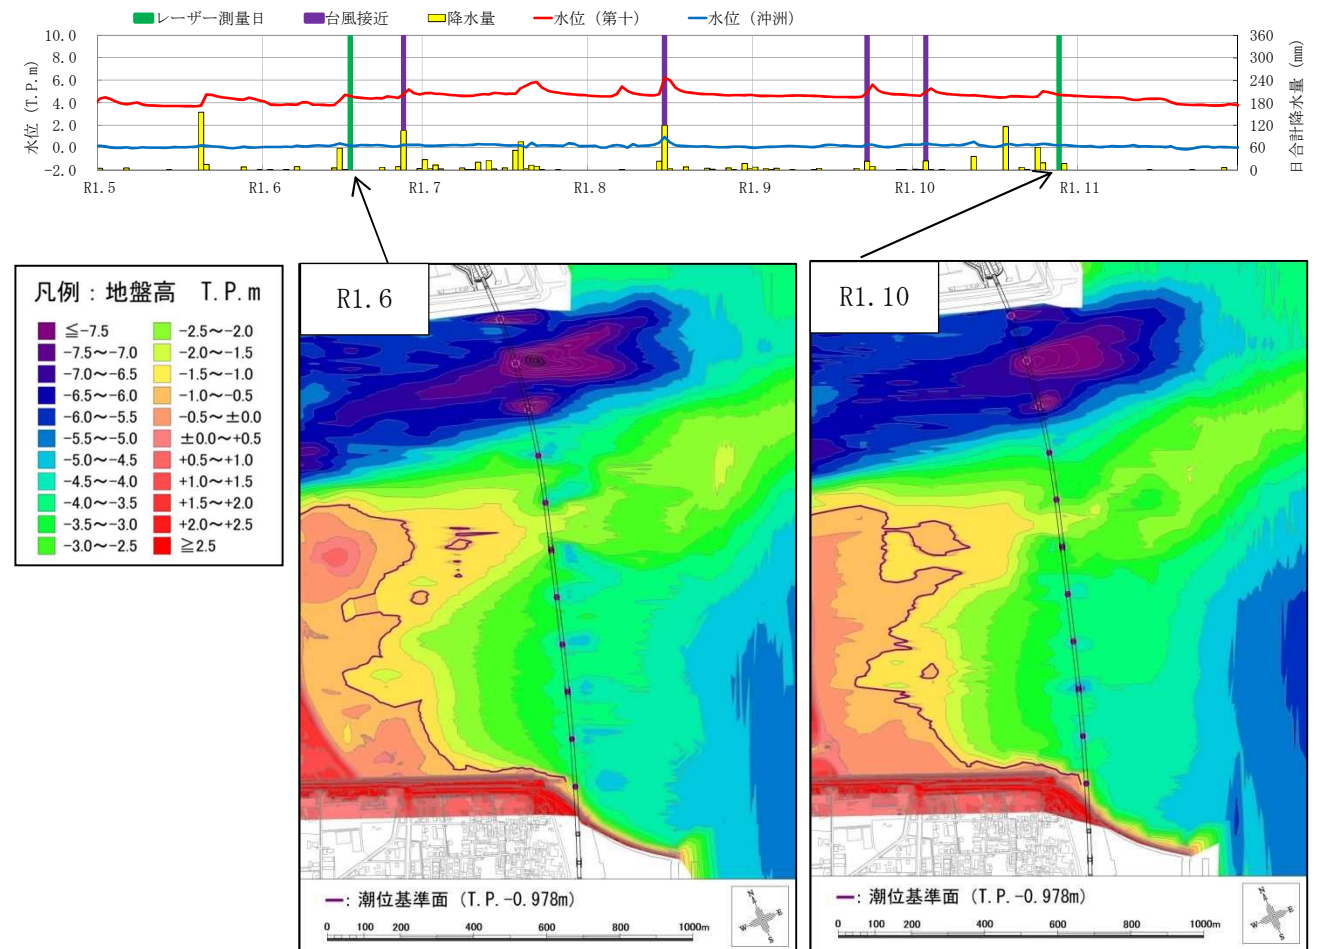 レーザー測量日 台風接近 降水量 水位（第十） 水位（沖洲）
水位（T.P.m）
10.0
8.0
6.0
4.0
2.0
0.0
-2.0
360
300
240
180
120
60
0
日合計降水量（mm）
R1.5 R1.6 R1.7 R1.8 R1.9 R1.10 R1.11
凡例：地盤高 T.P.m
≦-7.5
-7.5～-7.0
-7.0～-6.5
-6.5～-6.0
-6.0～-5.5
-5.5～-5.0
-5.0～-4.5
-4.5～-4.0
-4.0～-3.5
-3.5～-3.0
-3.0～-2.5
-2.5～-2.0
-2.0～-1.5
-1.5～-1.0
-1.0～-0.5
-0.5～±0.0
±0.0～+0.5
+0.5～+1.0
+1.0～+1.5
+1.5～+2.0
+2.0～+2.5
≧2.5
R1.6
：潮位基準面（T.P.-0.978m）
0 100 200 400 600 800 1000m
N
E
S
W
R1.10
：潮位基準面（T.P.-0.978m）
0 100 200 400 600 800 1000m
N
E
S
W